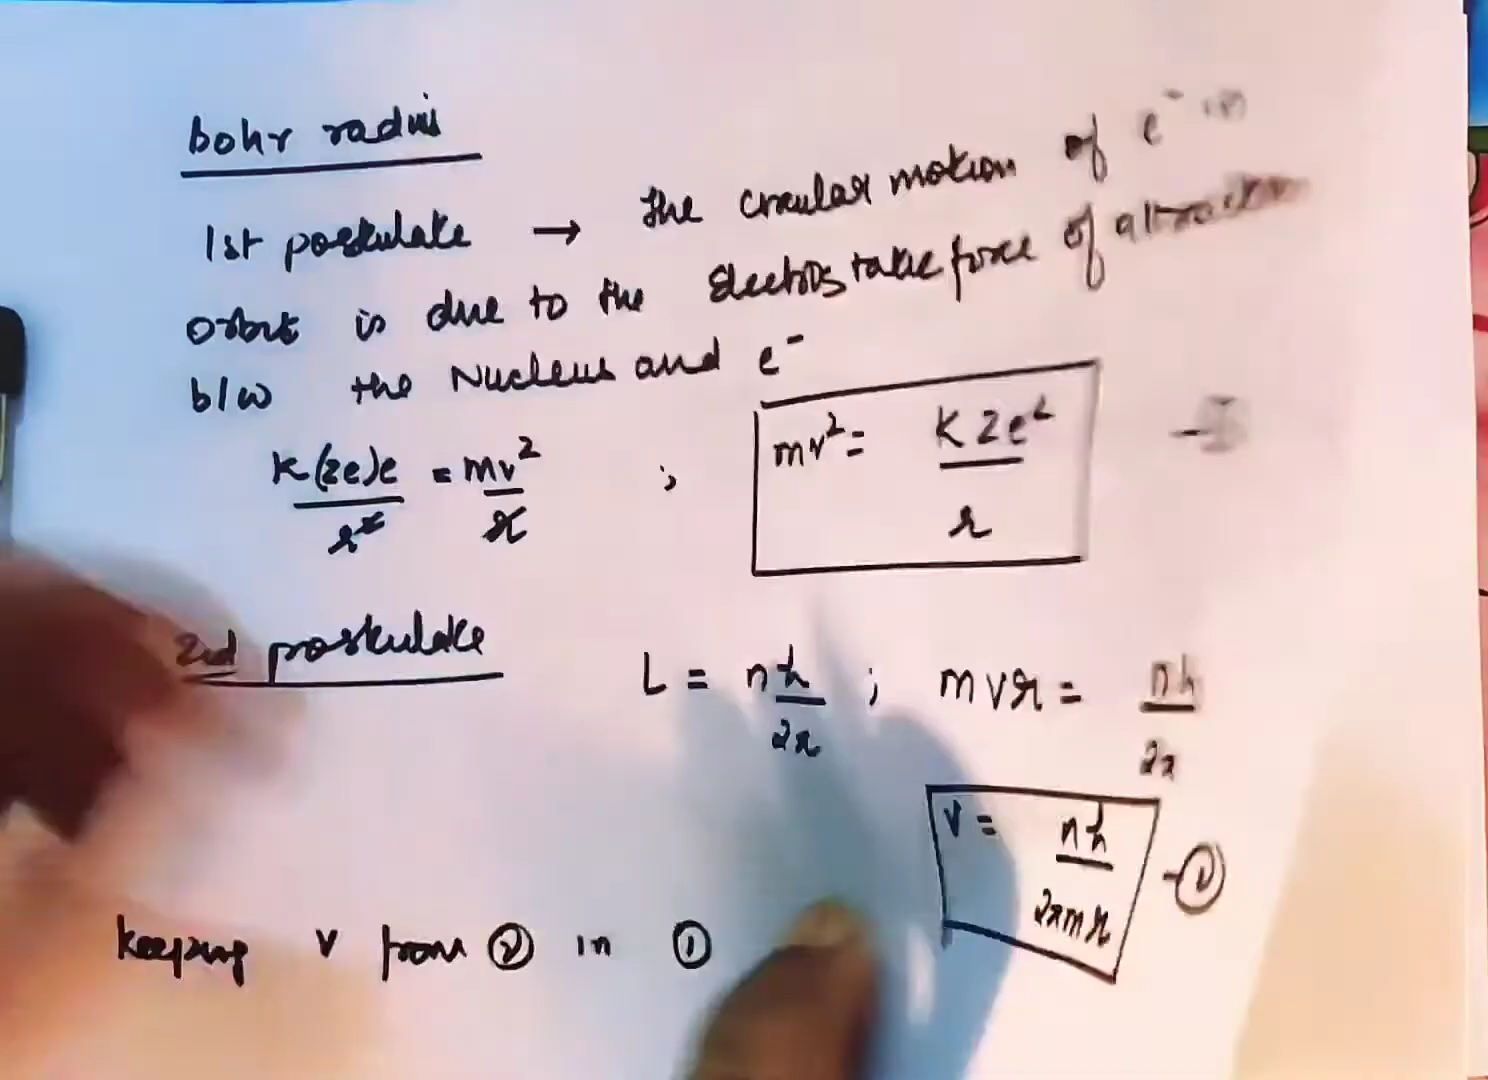 bohr radius
1st postulate → the circular motion of e⁻ in
orbit is due to the electrostatic force of attraction
b/w the Nucleus and e⁻
k(ze)e/r² = mv²/r ; mv² = kze²/r
2nd postulate L = nh/2π ; mvr = nh/2π
v = nh/2πmr -②
keeping v from ② in ①